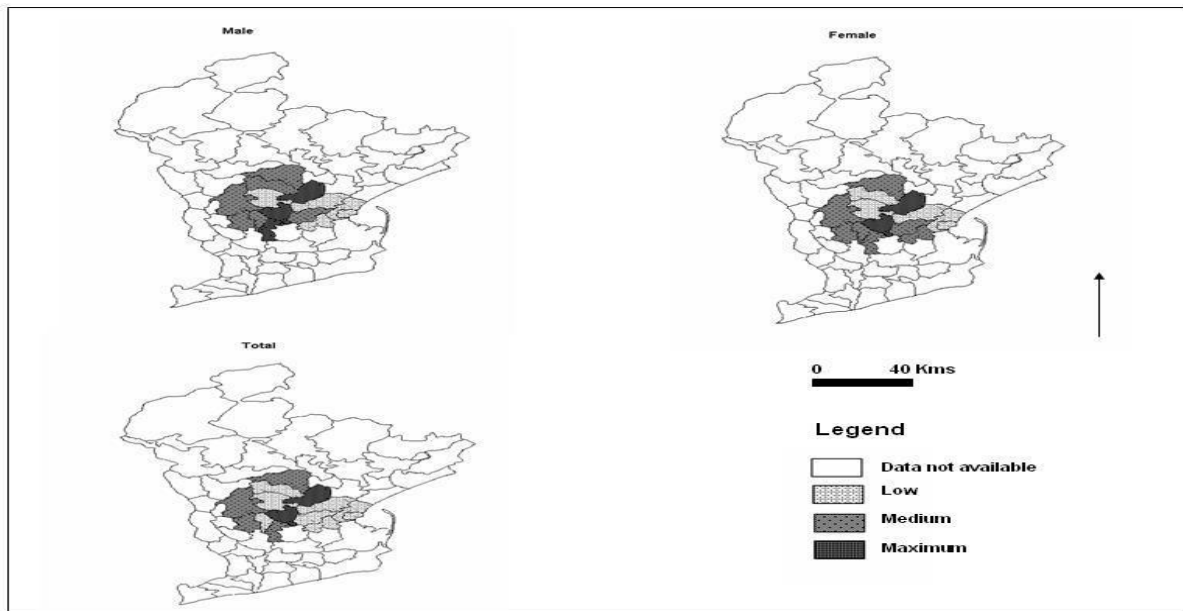 Male
Female
Total
0 40 Kms
Legend
Data not available
Low
Medium
Maximum